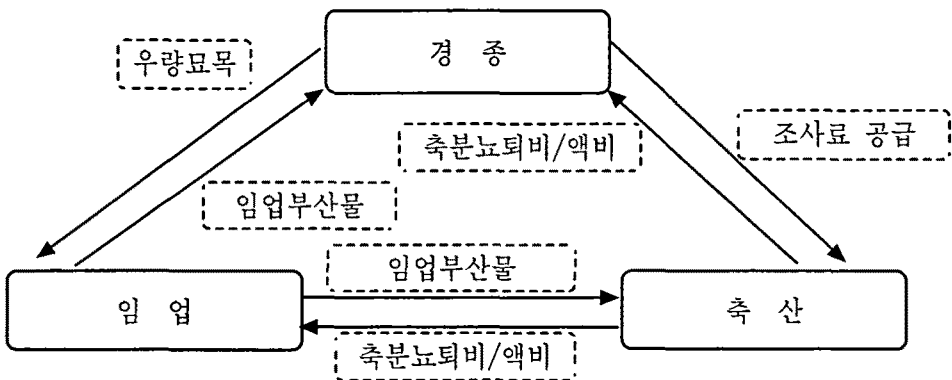 경 종
우량묘목
조사료 공급
축분뇨퇴비/액비
임업부산물
임업부산물
임 업
축 산
축분뇨퇴비/액비